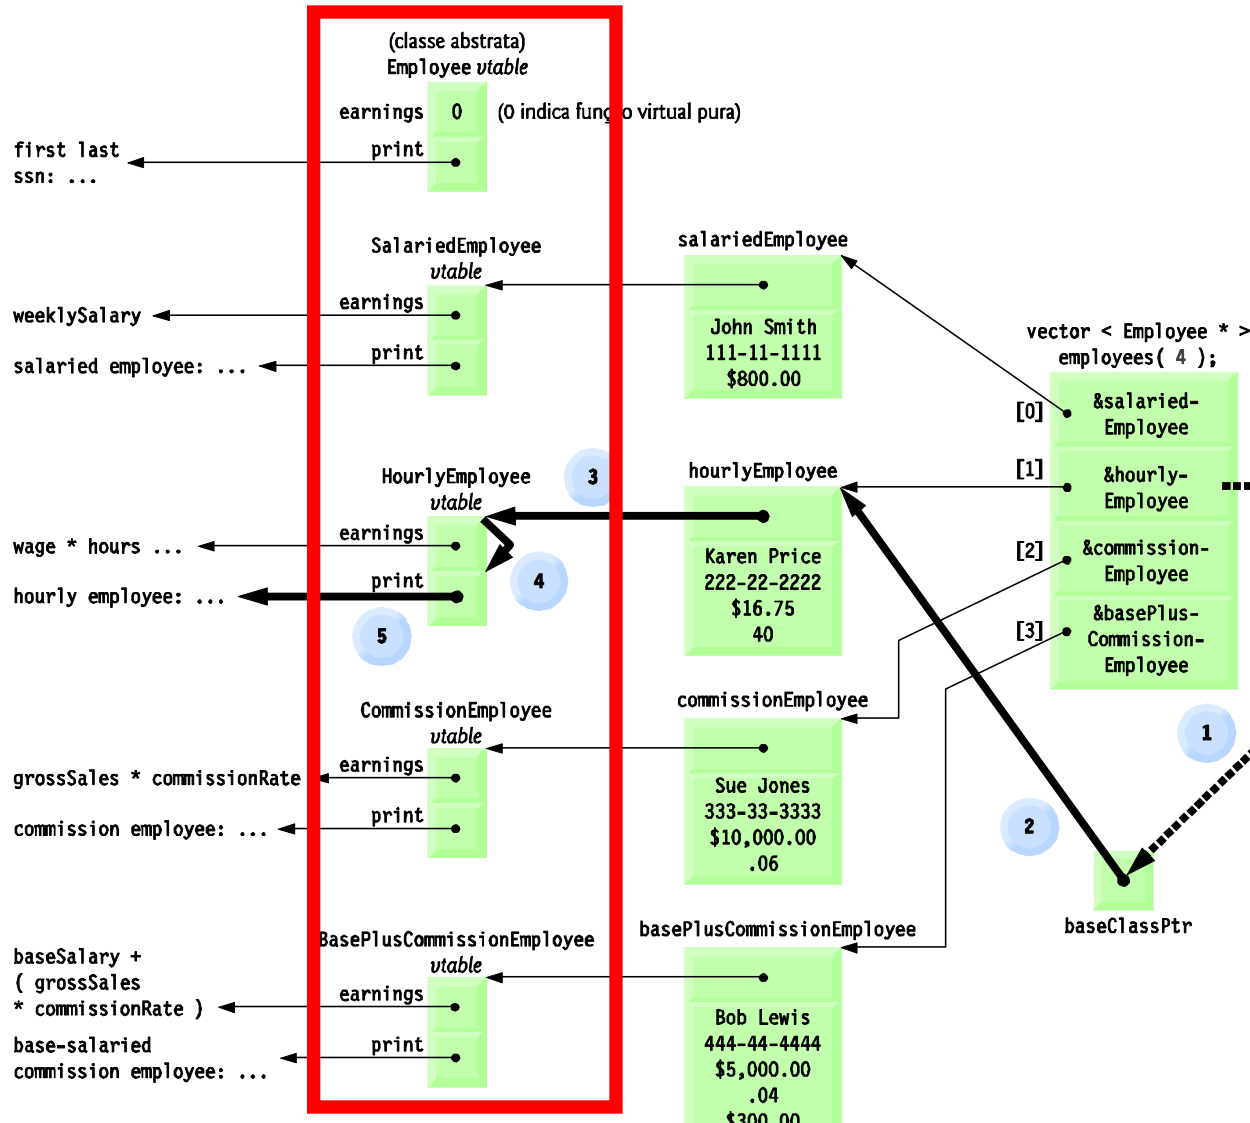 (classe abstrata)
Employee vtable
earnings
0
(0 indica função virtual pura)
print
first last
ssn: ...
SalariedEmployee
vtable
earnings
weeklySalary
print
salaried employee: ...
salariedEmployee
John Smith
111-11-1111
$800.00
vector < Employee * >
employees( 4 );
[0]
&salaried-
Employee
[1]
&hourly-
Employee
[2]
&commission-
Employee
[3]
&basePlus-
Commission-
Employee
HourlyEmployee
vtable
3
earnings
wage * hours ...
4
print
hourly employee: ...
5
hourlyEmployee
Karen Price
222-22-2222
$16.75
40
CommissionEmployee
vtable
earnings
grossSales * commissionRate
print
commission employee: ...
commissionEmployee
Sue Jones
333-33-3333
$10,000.00
.06
1
2
baseClassPtr
BasePlusCommissionEmployee
vtable
earnings
baseSalary +
( grossSales
* commissionRate )
print
base-salaried
commission employee: ...
basePlusCommissionEmployee
Bob Lewis
444-44-4444
$5,000.00
.04
$300.00